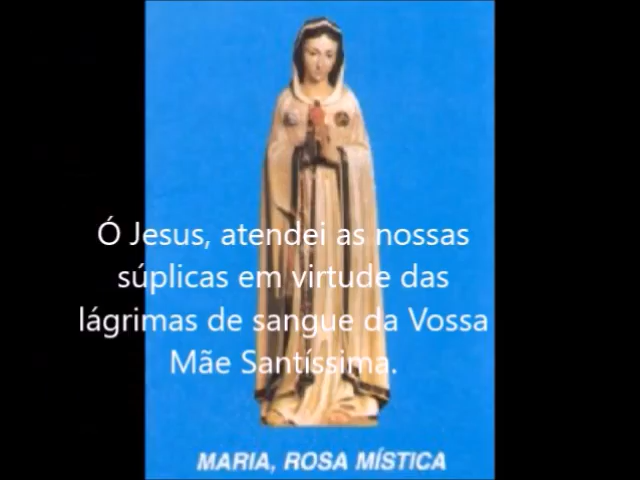 Ó Jesus, atendei as nossas
súplicas em virtude das
lágrimas de sangue da Vossa
Mãe Santíssima.
MARIA, ROSA MÍSTICA